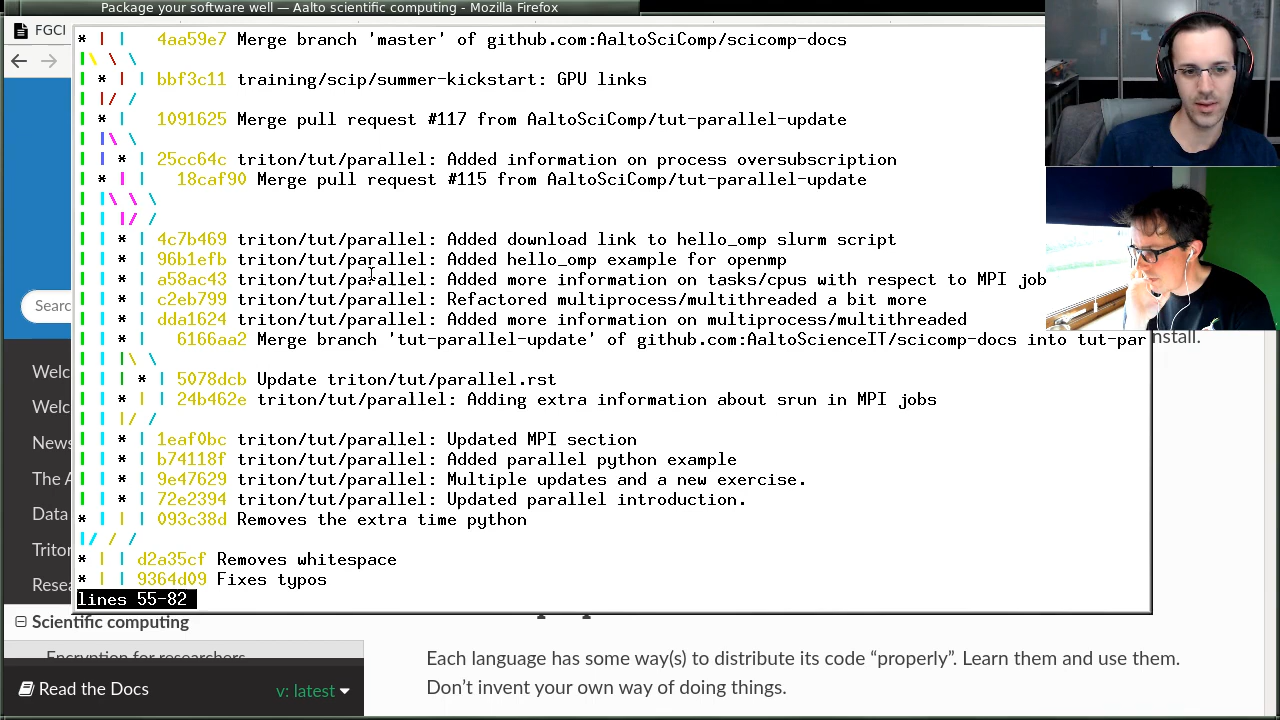 Package your software well — Aalto scientific computing - Mozilla Firefox
FGCI
* | | 4aa59e7 Merge branch 'master' of github.com:AaltoSciComp/scicomp-docs
|\ \ \
| * | | bbf3c11 training/scip/summer-kickstart: GPU links
| |/ /
| * | 1091625 Merge pull request #117 from AaltoSciComp/tut-parallel-update
| |\ \
| | * | 25cc64c triton/tut/parallel: Added information on process oversubscription
| * | | 18caf90 Merge pull request #115 from AaltoSciComp/tut-parallel-update
| |\ \ \
| | |/ /
| | * | 4c7b469 triton/tut/parallel: Added download link to hello_omp slurm script
| | * | 96b1efb triton/tut/parallel: Added hello_omp example for openmp
| | * | a58ac43 triton/tut/parallel: Added more information on tasks/cpus with respect to MPI job
| | * | c2eb799 triton/tut/parallel: Refactored multiprocess/multithreaded a bit more
| | * | dda1624 triton/tut/parallel: Added more information on multiprocess/multithreaded
| | * | 6166aa2 Merge branch 'tut-parallel-update' of github.com:AaltoScienceIT/scicomp-docs into tut-par
| | |\ \
| | | * | 5078dcb Update triton/tut/parallel.rst
| | * | | 24b462e triton/tut/parallel: Adding extra information about srun in MPI jobs
| | |/ /
| | * | 1eaf0bc triton/tut/parallel: Updated MPI section
| | * | b74118f triton/tut/parallel: Added parallel python example
| | * | 9e47629 triton/tut/parallel: Multiple updates and a new exercise.
| | * | 72e2394 triton/tut/parallel: Updated parallel introduction.
* | | | 093c38d Removes the extra time python
|/ / /
* | | d2a35cf Removes whitespace
* | | 9364d09 Fixes typos
lines 55-82
Searc
Welc
Welc
News
The A
Data
Triton
Resea
Scientific computing
Encryption for researchers
Read the Docs
v: latest
nstall.
Each language has some way(s) to distribute its code “properly”. Learn them and use them.
Don’t invent your own way of doing things.